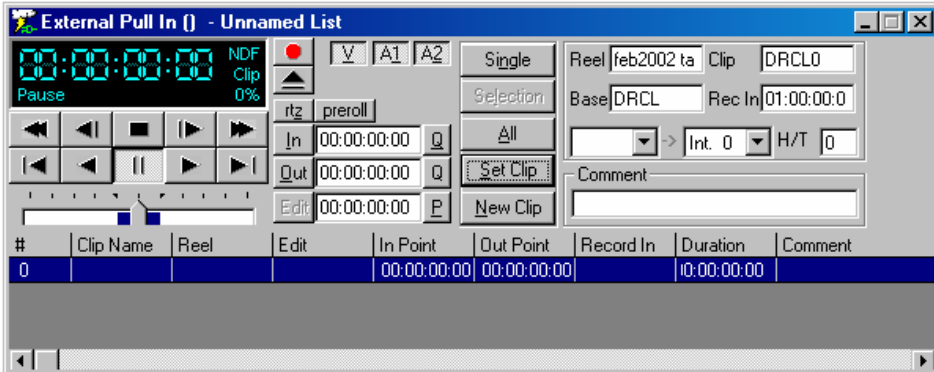 External Pull In () - Unnamed List
00:00:00:00 NDF
Clip
Pause 0%
V A1 A2
rtz preroll
In 00:00:00:00 Q
Out 00:00:00:00 Q
Edit 00:00:00:00 P
Single
Selection
All
Set Clip
New Clip
Reel feb2002 ta Clip DRCL0
Base DRCL Rec In 01:00:00:0
-> Int. 0 H/T 0
Comment
# Clip Name Reel Edit In Point Out Point Record In Duration Comment
0 00:00:00:00 00:00:00:00 00:00:00:00